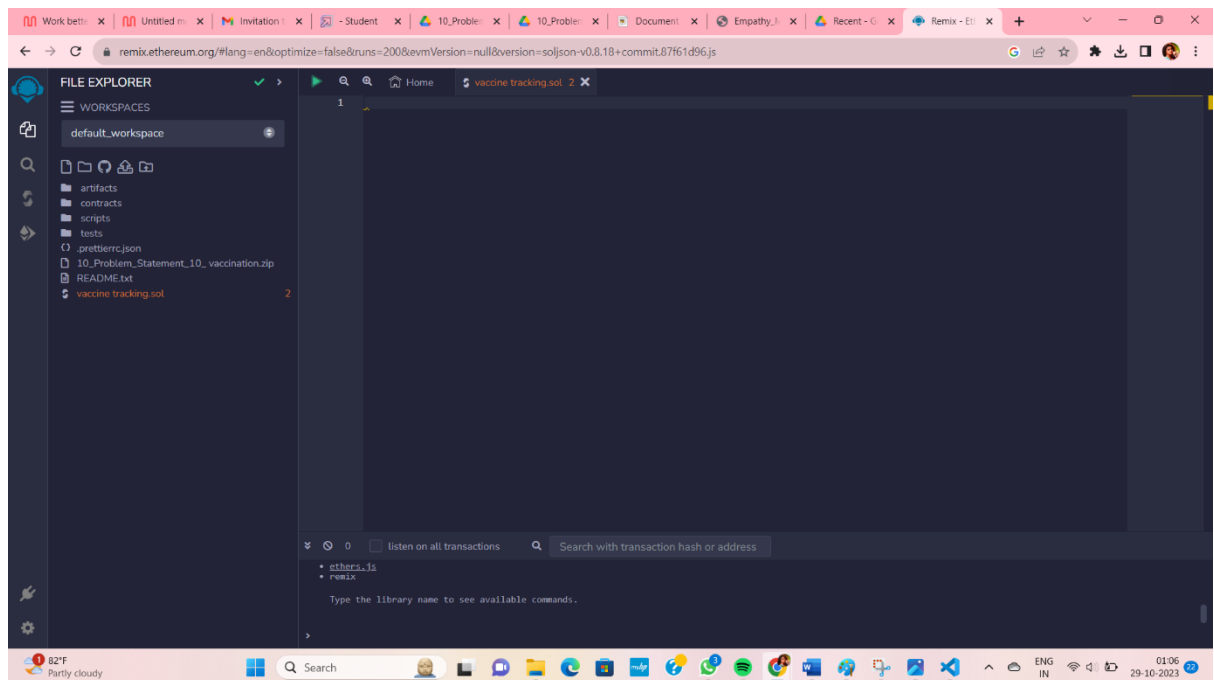 Work bette
Untitled m
Invitation t
- Student
10_Problem
10_Problem
Document
Empathy_
Recent - G
Remix - Et
remix.ethereum.org/#lang=en&optimize=false&runs=200&evmVersion=null&version=soljson-v0.8.18+commit.87f61d96.js
FILE EXPLORER
WORKSPACES
default_workspace
artifacts
contracts
scripts
tests
.prettierrc.json
10_Problem_Statement_10_ vaccination.zip
README.txt
vaccine tracking.sol 2
Home
vaccine tracking.sol 2
1
0 listen on all transactions
Search with transaction hash or address
• ethers.js
• remix
Type the library name to see available commands.
>
1
82°F
Partly cloudy
Search
mdp
ENG
IN
01:06
29-10-2023
22